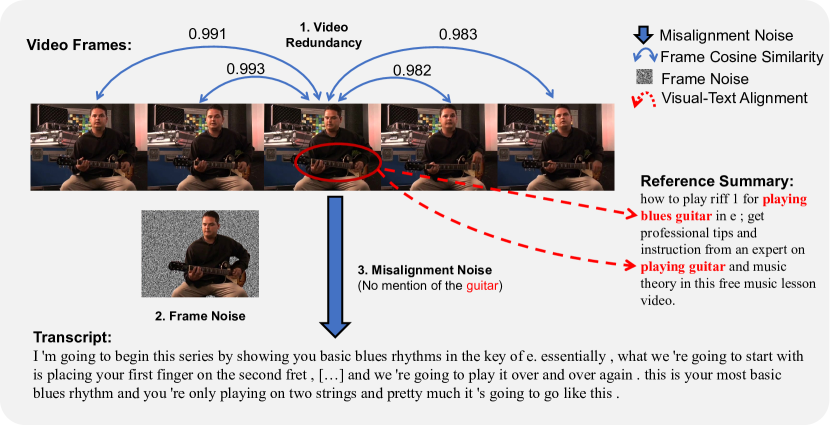 Video Frames:
0.991
1. Video
Redundancy
0.983
0.993
0.982
Misalignment Noise
Frame Cosine Similarity
Frame Noise
Visual-Text Alignment
Reference Summary:
how to play riff 1 for playing
blues guitar in e ; get
professional tips and
instruction from an expert on
playing guitar and music
theory in this free music lesson
video.
3. Misalignment Noise
(No mention of the guitar)
2. Frame Noise
Transcript:
I 'm going to begin this series by showing you basic blues rhythms in the key of e. essentially , what we 're going to start with
is placing your first finger on the second fret , […] and we 're going to play it over and over again . this is your most basic
blues rhythm and you 're only playing on two strings and pretty much it 's going to go like this .